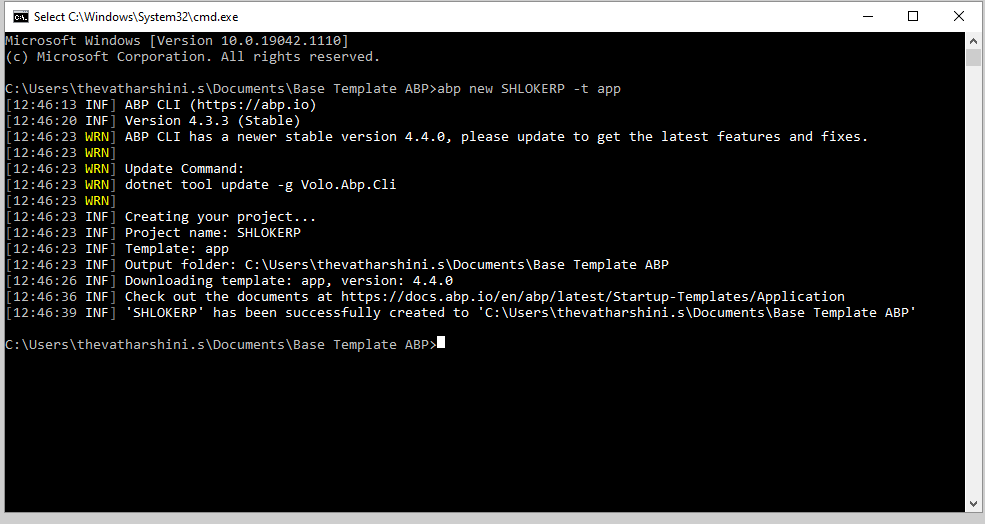 Select C:\Windows\System32\cmd.exe
Microsoft Windows [Version 10.0.19042.1110]
(c) Microsoft Corporation. All rights reserved.
C:\Users\thevatharshini.s\Documents\Base Template ABP>abp new SHLOKERP -t app
[12:46:13 INF] ABP CLI (https://abp.io)
[12:46:20 INF] Version 4.3.3 (Stable)
[12:46:23 WRN] ABP CLI has a newer stable version 4.4.0, please update to get the latest features and fixes.
[12:46:23 WRN]
[12:46:23 WRN] Update Command:
[12:46:23 WRN] dotnet tool update -g Volo.Abp.Cli
[12:46:23 WRN]
[12:46:23 INF] Creating your project...
[12:46:23 INF] Project name: SHLOKERP
[12:46:23 INF] Template: app
[12:46:23 INF] Output folder: C:\Users\thevatharshini.s\Documents\Base Template ABP
[12:46:26 INF] Downloading template: app, version: 4.4.0
[12:46:36 INF] Check out the documents at https://docs.abp.io/en/abp/latest/Startup-Templates/Application
[12:46:39 INF] 'SHLOKERP' has been successfully created to 'C:\Users\thevatharshini.s\Documents\Base Template ABP'
C:\Users\thevatharshini.s\Documents\Base Template ABP>